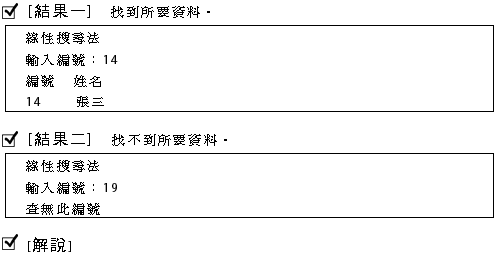 [結果一] 找到所要資料。
線性搜尋法
輸入編號：14
編號 姓名
14 張三
[結果二] 找不到所要資料。
線性搜尋法
輸入編號：19
查無此編號
[解說]